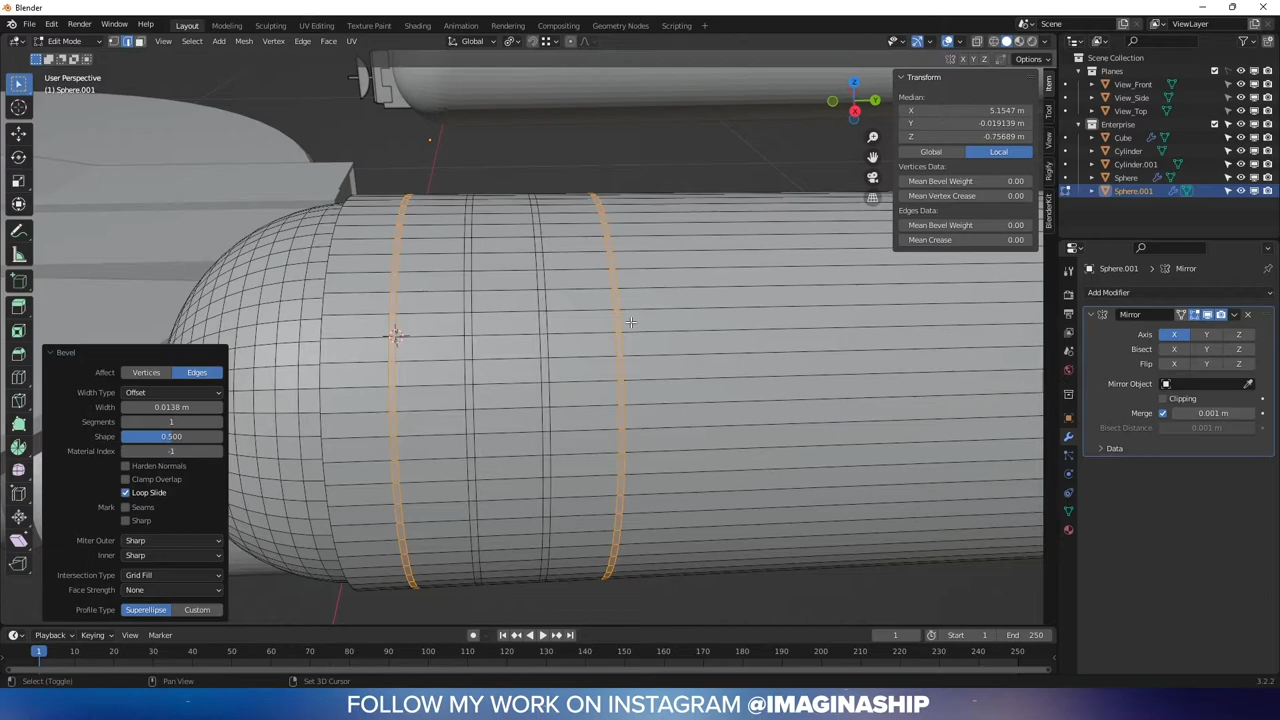 Blender
File Edit Render Window Help Layout Modeling Sculpting UV Editing Texture Paint Shading Animation Rendering Compositing Geometry Nodes Scripting + Scene ViewLayer
Edit Mode View Select Add Mesh Vertex Edge Face UV Global
X Y Z Options
User Perspective
(1) Sphere.001
Transform
Median:
X 5.1547 m
Y -0.019139 m
Z -0.75689 m
Global Local
Vertices Data:
Mean Bevel Weight 0.00
Mean Vertex Crease 0.00
Edges Data:
Mean Bevel Weight 0.00
Mean Crease 0.00
Item
Tool
View
Rigify
BlenderKit
Z
Y
X
Scene Collection
Planes
View_Front
View_Side
View_Top
Enterprise
Cube
Cylinder
Cylinder.001
Sphere
Sphere.001
Sphere.001 > Mirror
Add Modifier
Mirror
Axis X Y Z
Bisect X Y Z
Flip X Y Z
Mirror Object
Clipping
Merge 0.001 m
Bisect Distance 0.001 m
Data
Bevel
Affect Vertices Edges
Width Type Offset
Width 0.0138 m
Segments 1
Shape 0.500
Material Index -1
Harden Normals
Clamp Overlap
Loop Slide
Mark Seams
Sharp
Miter Outer Sharp
Inner Sharp
Intersection Type Grid Fill
Face Strength None
Profile Type Superellipse Custom
Playback Keying View Marker 1 Start 1 End 250
1 10 20 30 40 50 60 70 80 90 100 110 120 130 140 150 160 170 180 190 200 210 220 230 240 250
Select (Toggle) Pan View Set 3D Cursor 3.2.2
FOLLOW MY WORK ON INSTAGRAM @IMAGINASHIP